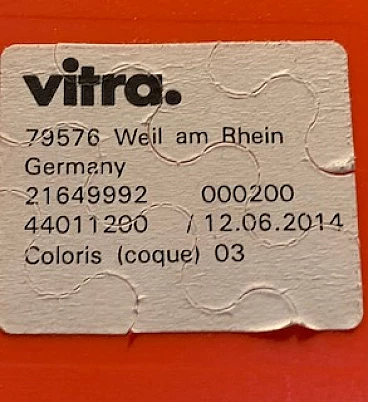 vitra.
79576 Weil am Rhein
Germany
21649992 000200
44011200 / 12.06.2014
Coloris (coque) 03